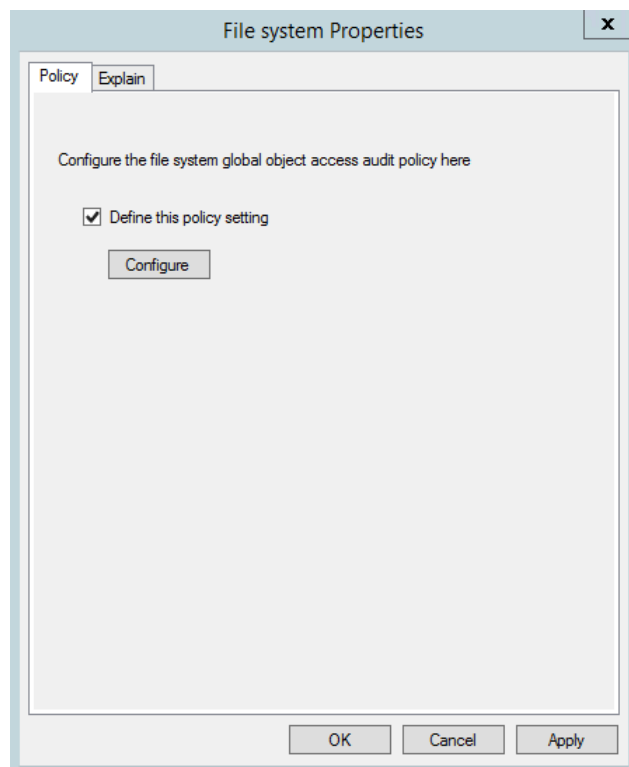 File system Properties
x
Policy
Explain
Configure the file system global object access audit policy here
Define this policy setting
Configure
OK
Cancel
Apply